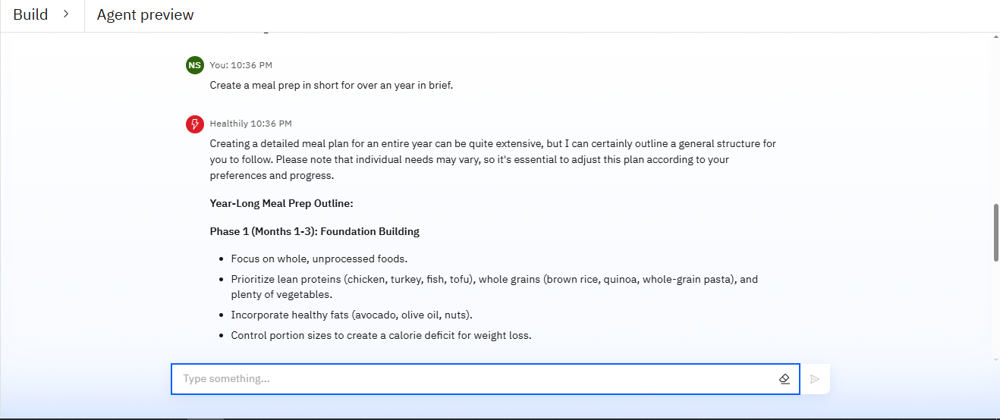 Build
Agent preview
NS
You: 10:36 PM
Create a meal prep in short for over an year in brief.
Healthily 10:36 PM
Creating a detailed meal plan for an entire year can be quite extensive, but I can certainly outline a general structure for
you to follow. Please note that individual needs may vary, so it's essential to adjust this plan according to your
preferences and progress.
Year-Long Meal Prep Outline:
Phase 1 (Months 1-3): Foundation Building
• Focus on whole, unprocessed foods.
• Prioritize lean proteins (chicken, turkey, fish, tofu), whole grains (brown rice, quinoa, whole-grain pasta), and
plenty of vegetables.
• Incorporate healthy fats (avocado, olive oil, nuts).
• Control portion sizes to create a calorie deficit for weight loss.
Type something...